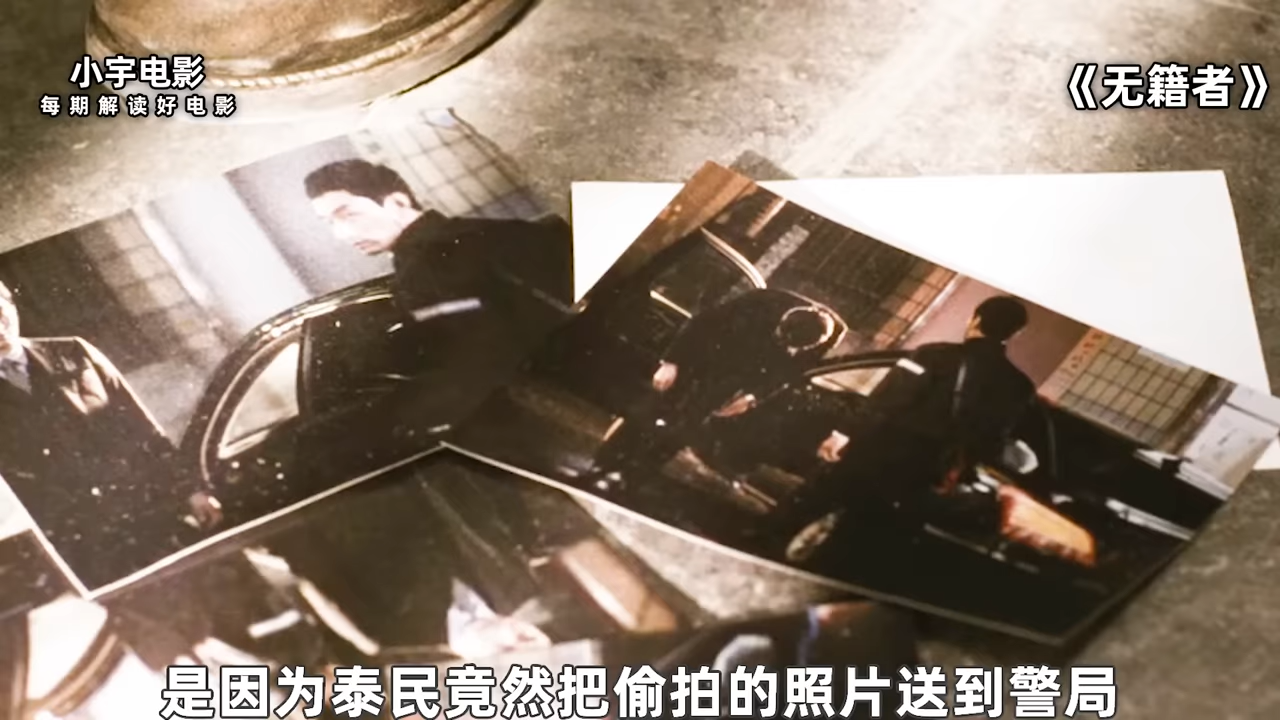 小宇电影
每期解读好电影
《无籍者》
是因为泰民竟然把偷拍的照片送到警局